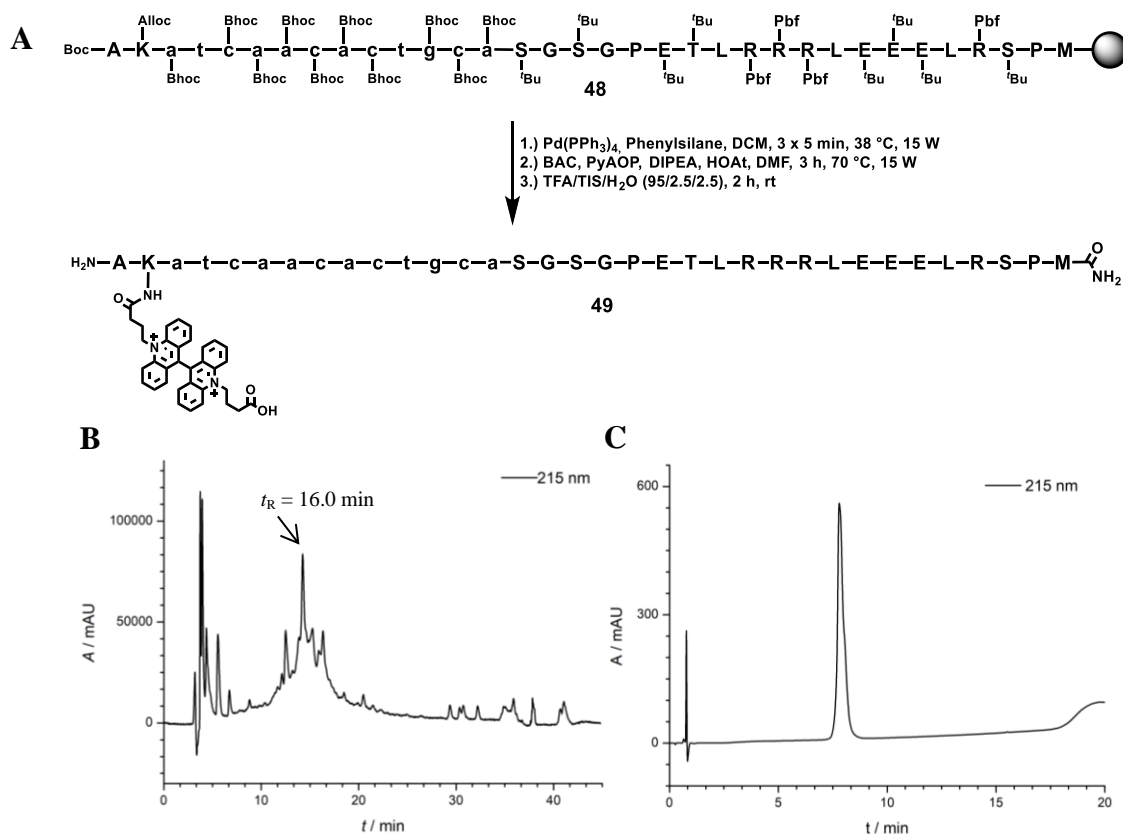 A
Alloc Bhoc Bhoc Bhoc Bhoc Bhoc tBu tBu Pbf tBu Pbf
Boc–A–K–a–t–c–a–a–c–a–c–t–g–c–a–S–G–S–G–P–E–T–L–R–R–R–L–E–E–E–L–R–S–P–M
Bhoc Bhoc Bhoc Bhoc Bhoc tBu tBu Pbf Pbf tBu tBu tBu
48
1.) Pd(PPh3)4, Phenylsilane, DCM, 3 x 5 min, 38 °C, 15 W
2.) BAC, PyAOP, DIPEA, HOAt, DMF, 3 h, 70 °C, 15 W
3.) TFA/TIS/H2O (95/2.5/2.5), 2 h, rt
H2N–A–K–a–t–c–a–a–c–a–c–t–g–c–a–S–G–S–G–P–E–T–L–R–R–R–L–E–E–E–L–R–S–P–M
O
NH2
NH
O
49
N+
N+
O
OH
B
215 nm
tR = 16.0 min
100000
50000
0
A / mAU
0 10 20 30 40
t / min
C
215 nm
600
300
0
A / mAU
0 5 10 15 20
t / min